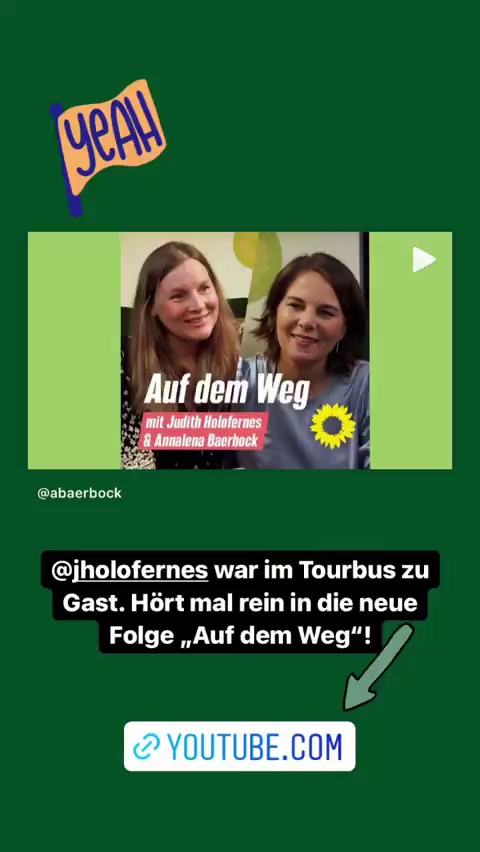 YEAH
Auf dem Weg
mit Judith Holofernes
& Annalena Baerbock
@abaerbock
@jholofernes war im Tourbus zu
Gast. Hört mal rein in die neue
Folge „Auf dem Weg“!
YOUTUBE.COM